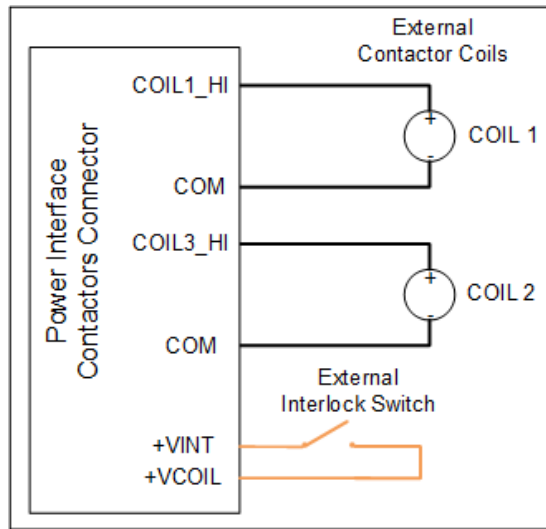 External
Contactor Coils
Power Interface
Contactors Connector
COIL1_HI
+
COIL 1
-
COM
COIL3_HI
+
COIL 2
-
COM
External
Interlock Switch
+VINT
+VCOIL